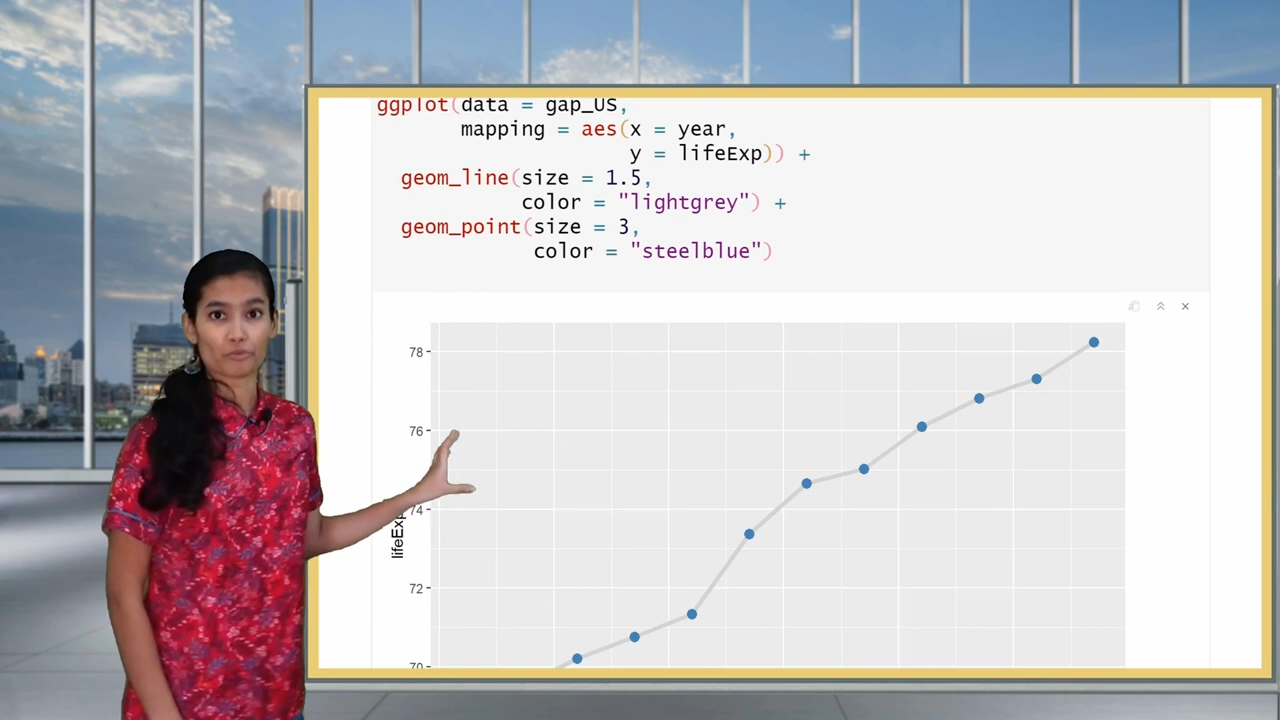 ggplot(data = gap_US,
mapping = aes(x = year,
y = lifeExp)) +
geom_line(size = 1.5,
color = "lightgrey") +
geom_point(size = 3,
color = "steelblue")
78
76
74
72
70
lifeExp